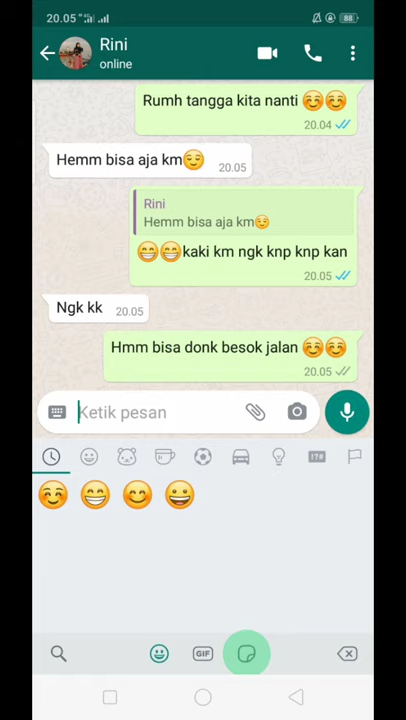 20.05
88
Rini
online
Rumh tangga kita nanti ☺️☺️
20.04
Hemm bisa aja km😌
20.05
Rini
Hemm bisa aja km☺️
😁😁kaki km ngk knp knp kan
20.05
Ngk kk
20.05
Hmm bisa donk besok jalan ☺️☺️
20.05
Ketik pesan
!?#
GIF